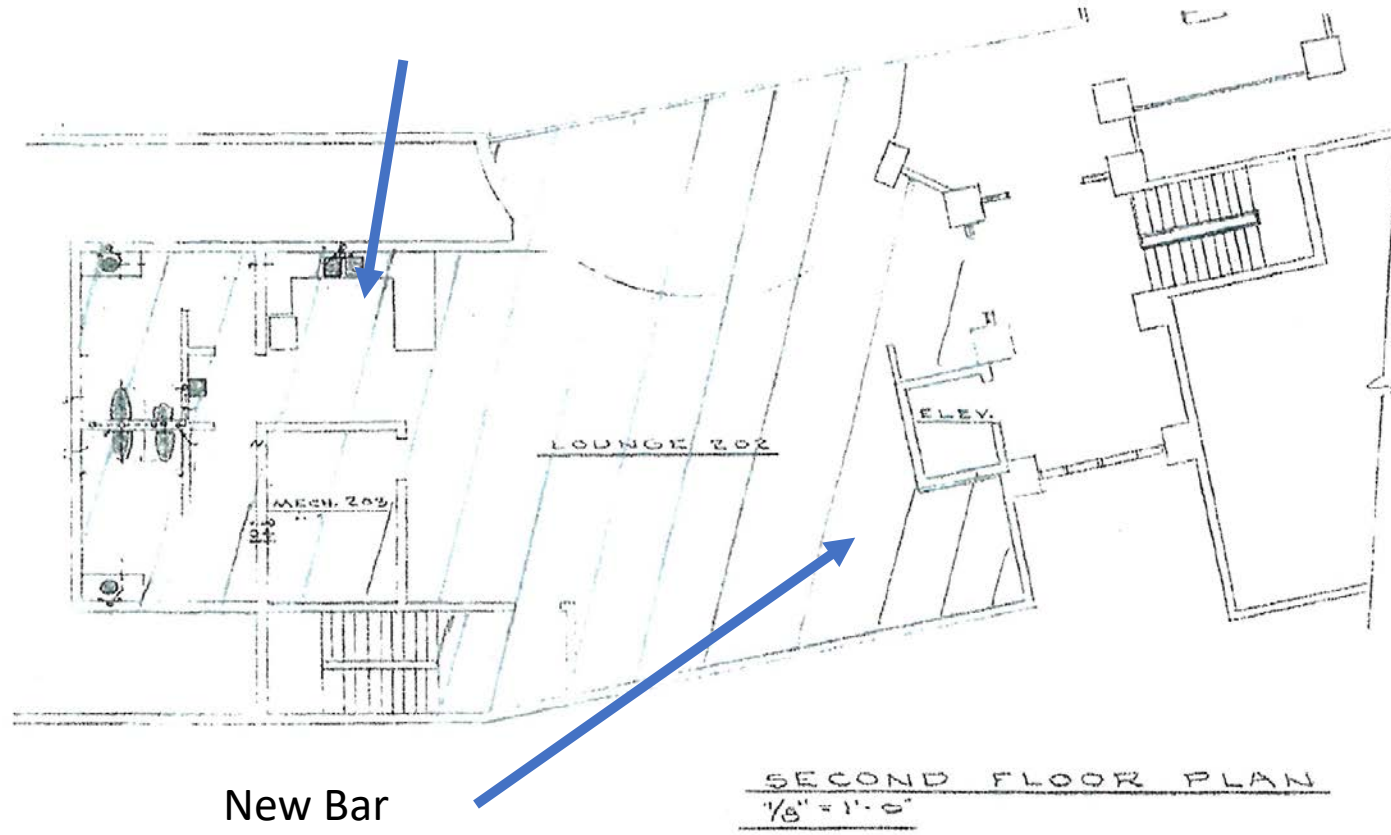 ELEV.
LOUNGE 202
MECH. 203
New Bar
SECOND FLOOR PLAN
1/8" = 1'-0"